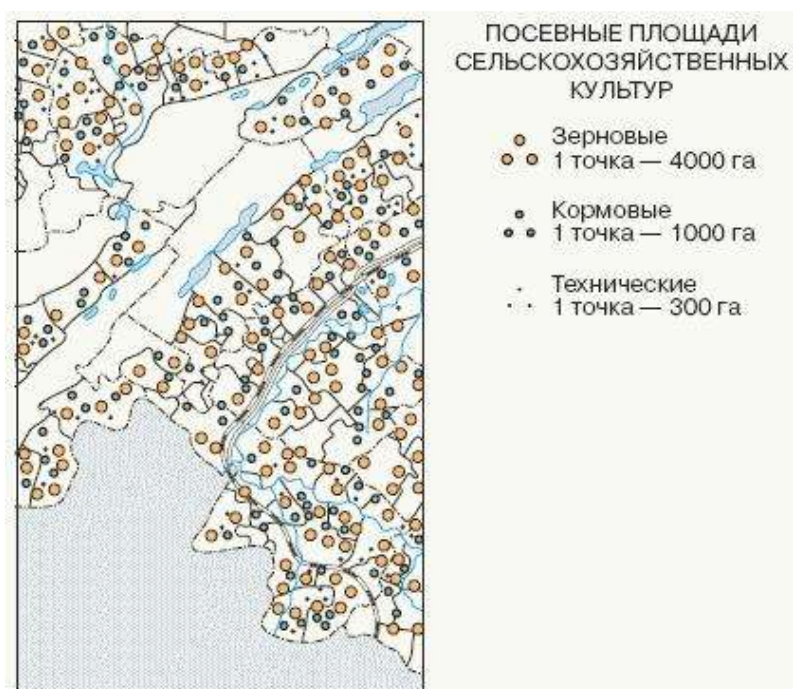 ПОСЕВНЫЕ ПЛОЩАДИ
СЕЛЬСКОХОЗЯЙСТВЕННЫХ
КУЛЬТУР
Зерновые
1 точка — 4000 га
Кормовые
1 точка — 1000 га
Технические
1 точка — 300 га